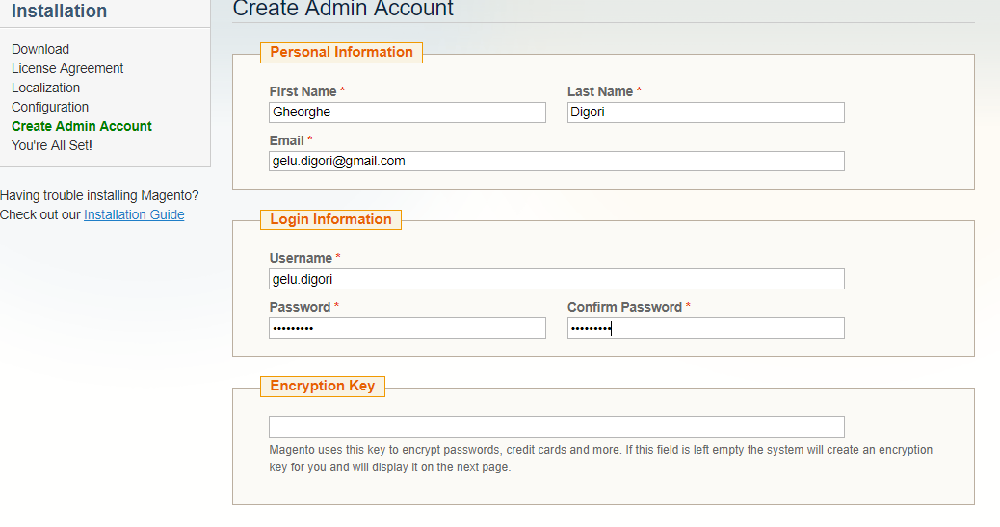 Installation
Download
License Agreement
Localization
Configuration
Create Admin Account
You're All Set!
Having trouble installing Magento?
Check out our Installation Guide
Create Admin Account
Personal Information
First Name * Last Name *
Gheorghe Digori
Email *
gelu.digori@gmail.com
Login Information
Username *
gelu.digori
Password * Confirm Password *
••••••••• •••••••••
Encryption Key
Magento uses this key to encrypt passwords, credit cards and more. If this field is left empty the system will create an encryption
key for you and will display it on the next page.